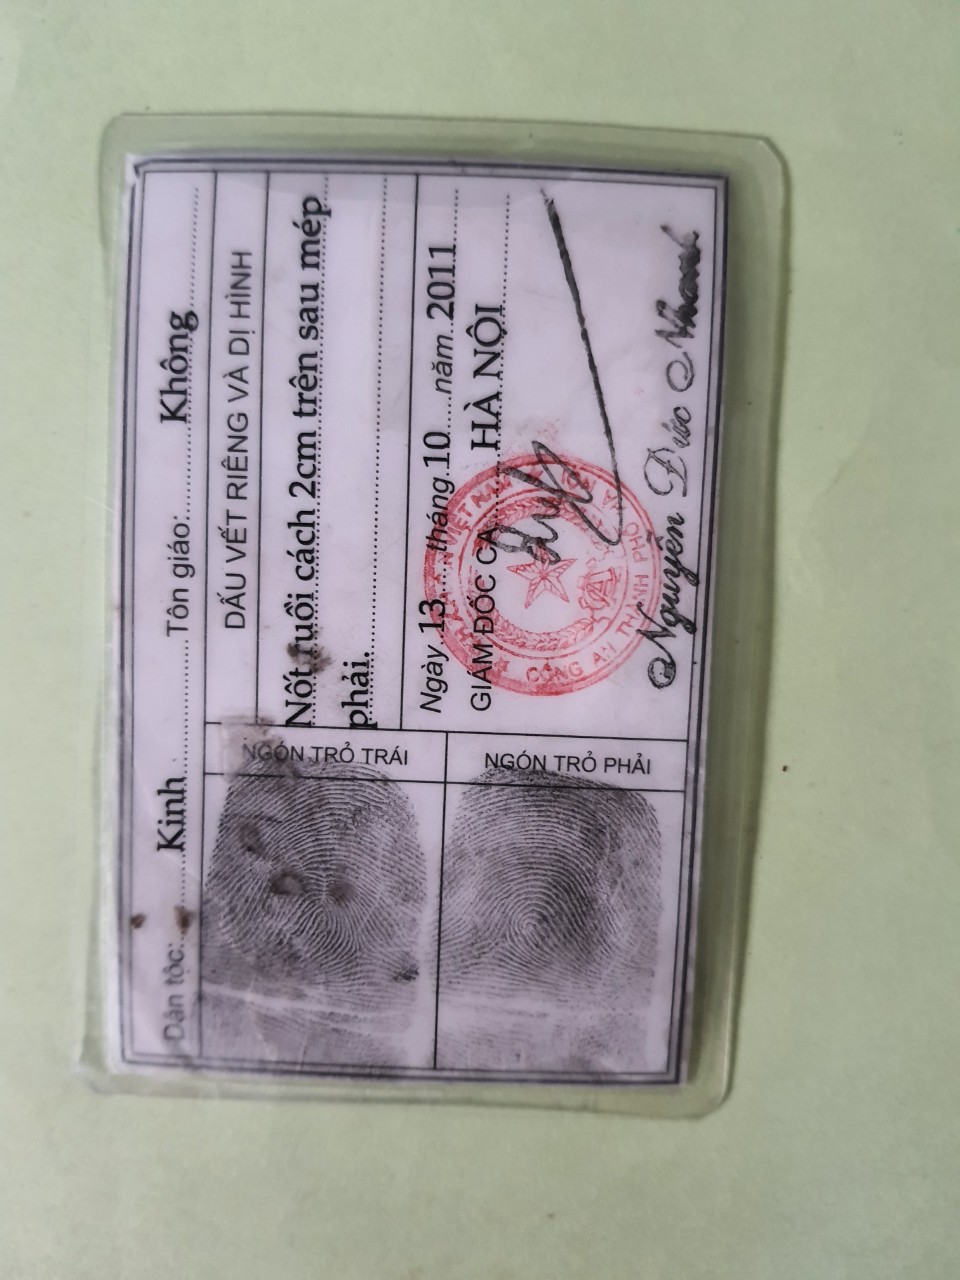 Dân tộc: Kinh Tôn giáo: Không
DẤU VẾT RIÊNG VÀ DỊ HÌNH
Nốt ruồi cách 2cm trên sau mép
phải.
Ngày 13 tháng 10 năm 2011
GIÁM ĐỐC CA HÀ NỘI
CÔNG AN THÀNH PHỐ
VIỆT NAM
Nguyễn Đức Nhanh
NGÓN TRỎ TRÁI
NGÓN TRỎ PHẢI